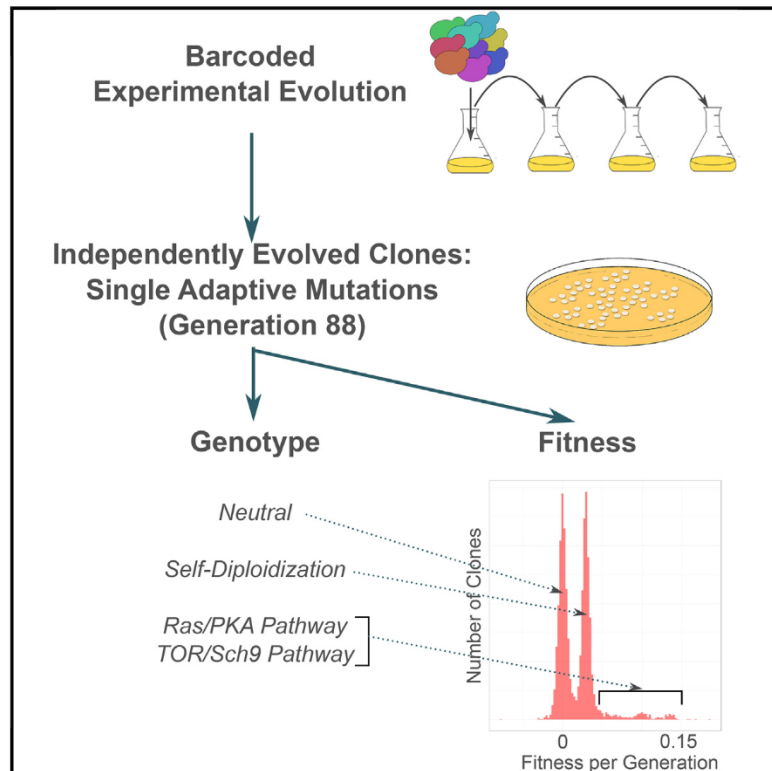 Barcoded
Experimental Evolution
Independently Evolved Clones:
Single Adaptive Mutations
(Generation 88)
Genotype
Fitness
Neutral
Self-Diploidization
Ras/PKA Pathway
TOR/Sch9 Pathway
Number of Clones
0
0.15
Fitness per Generation